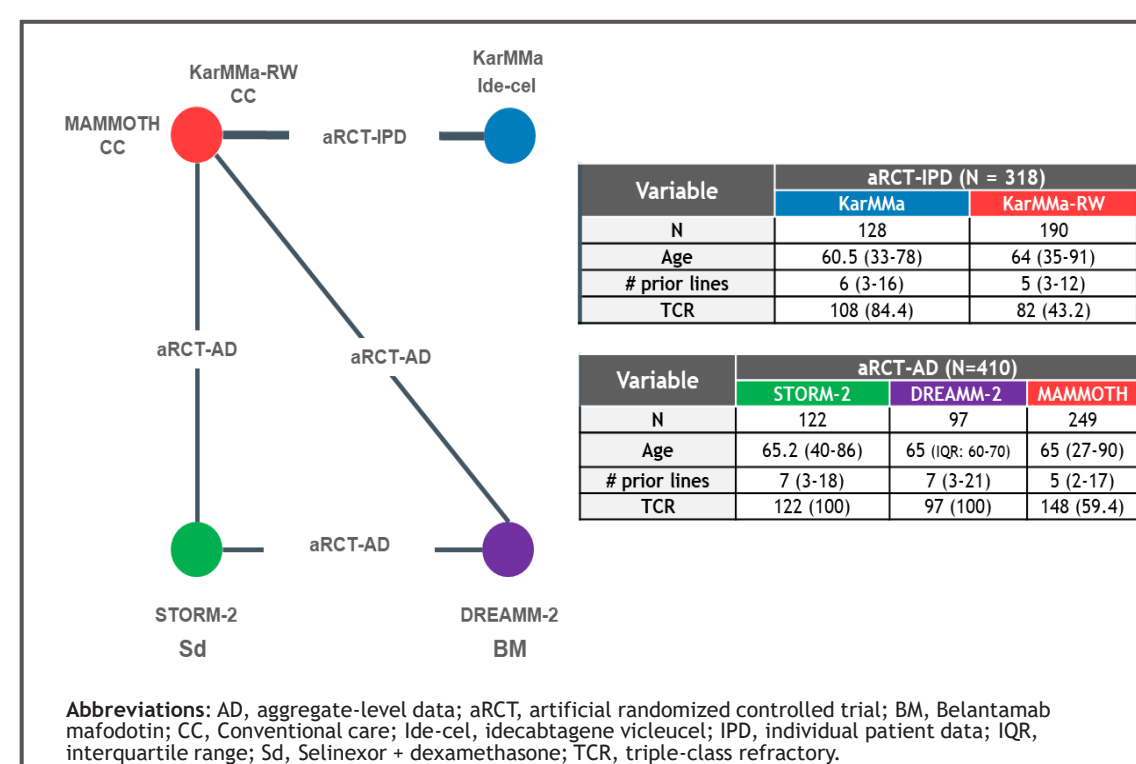 KarMMa-RW
CC
KarMMa
Ide-cel
MAMMOTH
CC
aRCT-IPD
aRCT-AD
aRCT-AD
aRCT-AD
STORM-2
Sd
DREAMM-2
BM
Variable aRCT-IPD (N = 318)
KarMMa KarMMa-RW
N 128 190
Age 60.5 (33-78) 64 (35-91)
# prior lines 6 (3-16) 5 (3-12)
TCR 108 (84.4) 82 (43.2)
Variable aRCT-AD (N=410)
STORM-2 DREAMM-2 MAMMOTH
N 122 97 249
Age 65.2 (40-86) 65 (IQR: 60-70) 65 (27-90)
# prior lines 7 (3-18) 7 (3-21) 5 (2-17)
TCR 122 (100) 97 (100) 148 (59.4)
Abbreviations: AD, aggregate-level data; aRCT, artificial randomized controlled trial; BM, Belantamab
mafodotin; CC, Conventional care; Ide-cel, idecabtagene vicleucel; IPD, individual patient data; IQR,
interquartile range; Sd, Selinexor + dexamethasone; TCR, triple-class refractory.